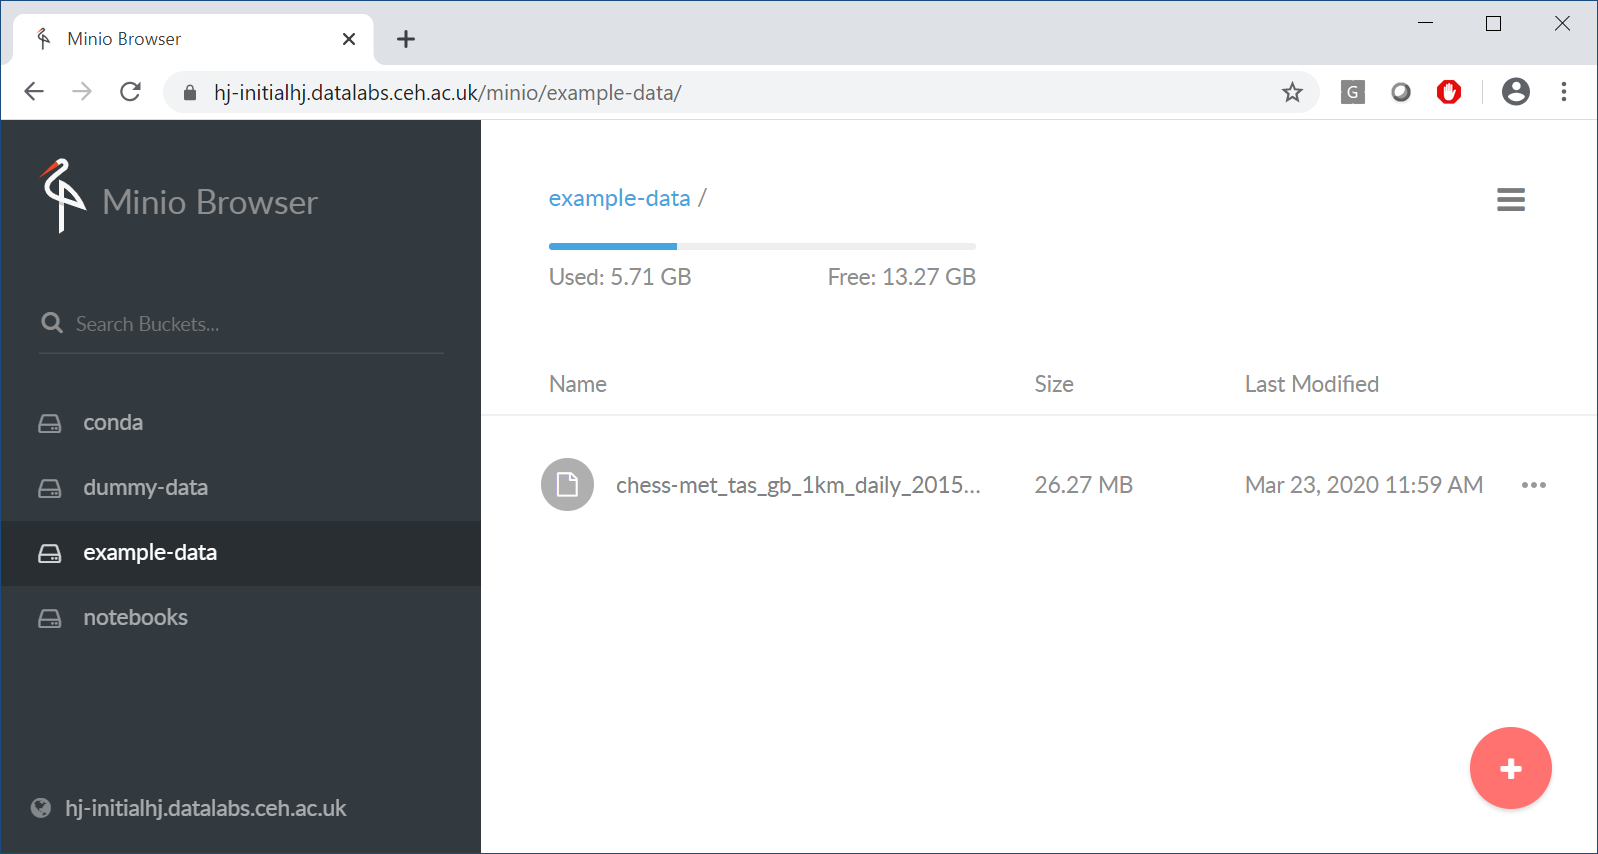 Minio Browser
hj-initialhj.datalabs.ceh.ac.uk/minio/example-data/
G
Minio Browser
Search Buckets...
conda
dummy-data
example-data
notebooks
hj-initialhj.datalabs.ceh.ac.uk
example-data /
Used: 5.71 GB Free: 13.27 GB
Name Size Last Modified
chess-met_tas_gb_1km_daily_2015... 26.27 MB Mar 23, 2020 11:59 AM